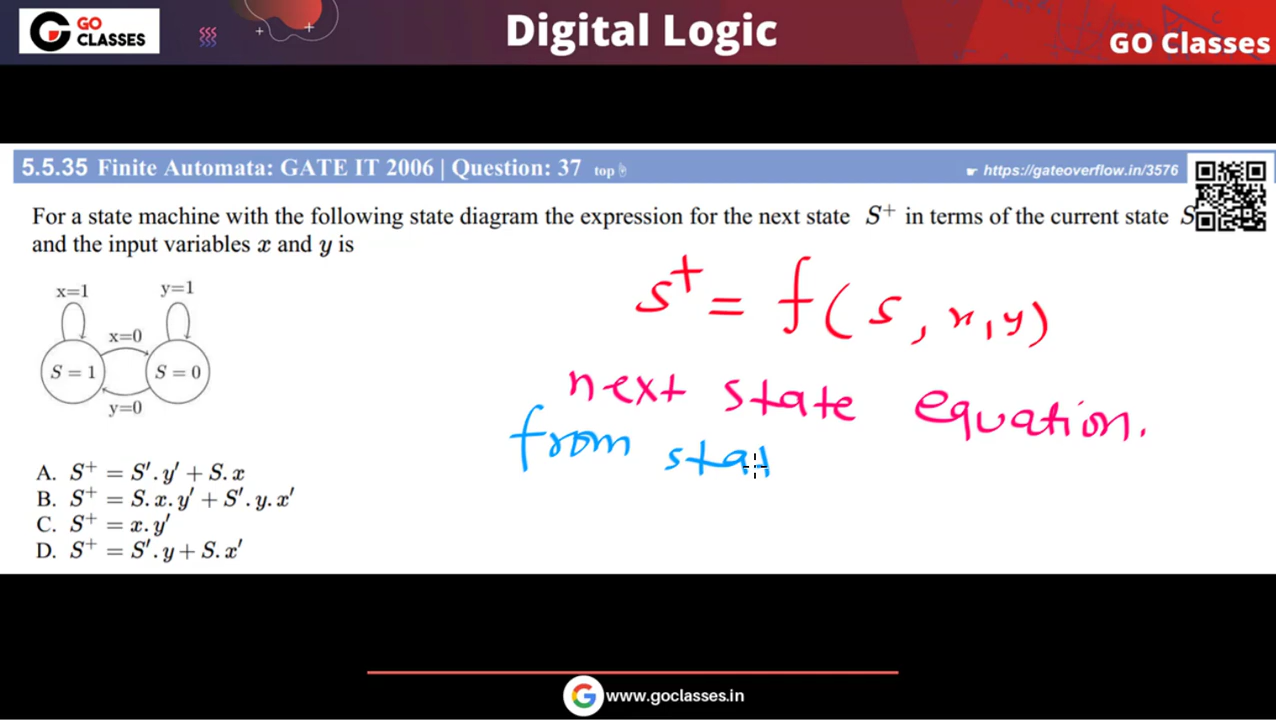 GO CLASSES
Digital Logic
GO Classes
5.5.35 Finite Automata: GATE IT 2006 | Question: 37 top☝
☛ https://gateoverflow.in/3576
For a state machine with the following state diagram the expression for the next state S⁺ in terms of the current state S
and the input variables x and y is
x=1 y=1
x=0
S = 1 S = 0
y=0
A. S⁺ = S′.y′ + S.x
B. S⁺ = S.x.y′ + S′.y.x′
C. S⁺ = x.y′
D. S⁺ = S′.y + S.x′
S⁺ = f(S, x, y)
next state equation.
from stat
www.goclasses.in